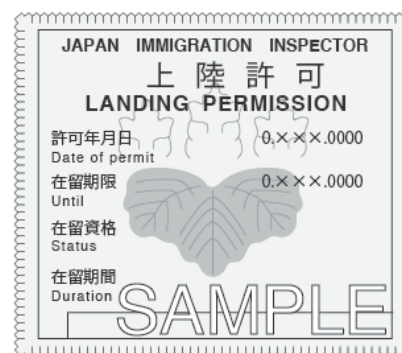 JAPAN IMMIGRATION INSPECTOR
上陸許可
LANDING PERMISSION
許可年月日 0.×××.0000
Date of permit
在留期限 0.×××.0000
Until
在留資格
Status
在留期間
Duration
SAMPLE